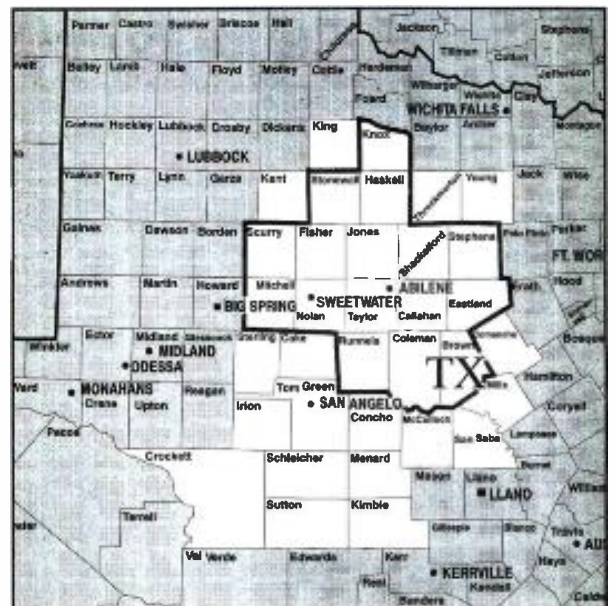 Parmer Castro Swisher Briscoe Hall
Childress
Jackson
Tillman
Cotton
Stephens
Jefferson
Bailey Lamb Hale Floyd Motley Cottle Hardeman
Foard
Wilbarger Wichita Clay
WICHITA FALLS
Montague
Cochran Hockley Lubbock Crosby Dickens King Knox Baylor Archer
LUBBOCK
Yoakum Terry Lynn Garza Kent Stonewall Haskell Throckmorton Young Jack Wise
Gaines Dawson Borden Scurry Fisher Jones Shackelford Stephens Palo Pinto Parker
FT. WOR
Andrews Martin Howard Mitchell ABILENE Erath Hood
BIG SPRING SWEETWATER Eastland
Nolan Taylor Callahan
Winkler Ector Midland Glasscock Sterling Coke Runnels Coleman Brown Comanche Bosque
MIDLAND
ODESSA
TX
Ward MONAHANS Crane Upton Reagan Irion Tom Green Mills Hamilton
SAN ANGELO
Concho McCulloch San Saba Lampasas Coryell
Pecos Crockett Schleicher Menard Mason Llano Burnet
LLANO
Terrell Sutton Kimble Gillespie Blanco Travis
Val Verde Edwards Kerr Hays
KERRVILLE
Real Kendall
Bandera